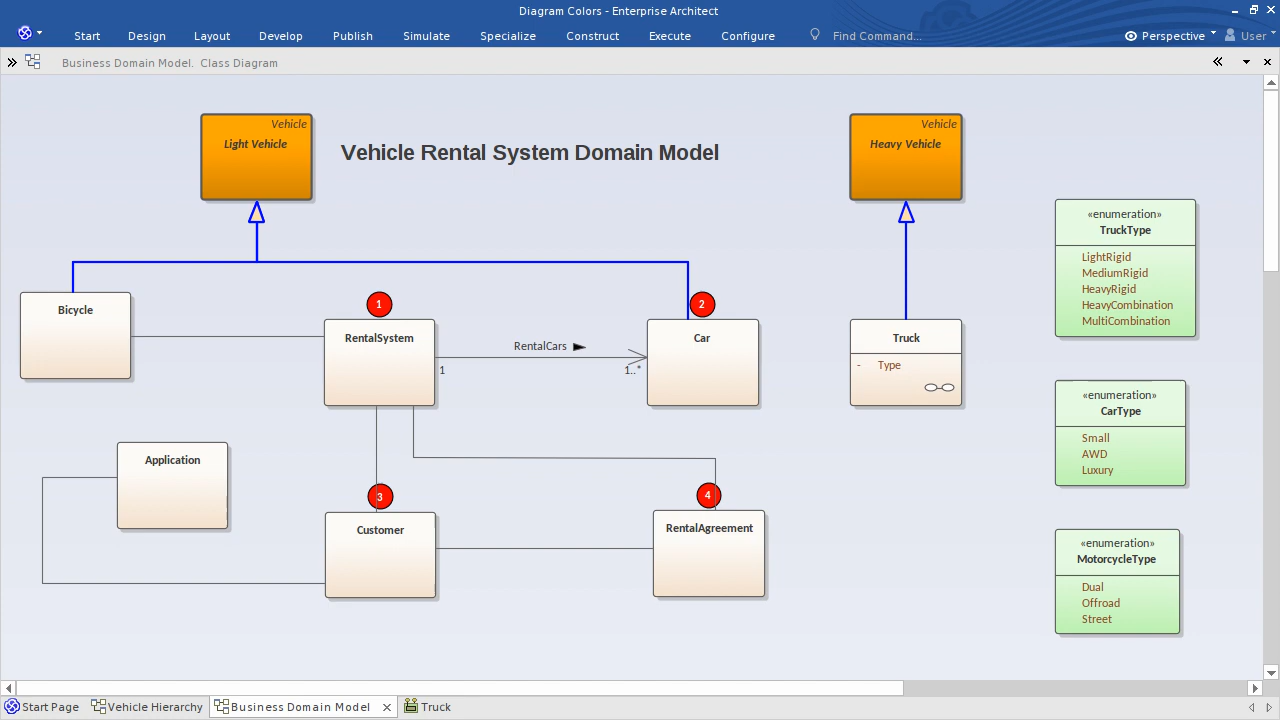 Diagram Colors - Enterprise Architect
Start Design Layout Develop Publish Simulate Specialize Construct Execute Configure Find Command... Perspective User
Business Domain Model. Class Diagram
Vehicle
Light Vehicle
Vehicle Rental System Domain Model
Vehicle
Heavy Vehicle
«enumeration»
TruckType
LightRigid
MediumRigid
HeavyRigid
HeavyCombination
MultiCombination
Bicycle
1
RentalSystem
RentalCars
1
1..*
2
Car
Truck
- Type
«enumeration»
CarType
Small
AWD
Luxury
Application
3
Customer
4
RentalAgreement
«enumeration»
MotorcycleType
Dual
Offroad
Street
Start Page Vehicle Hierarchy Business Domain Model Truck